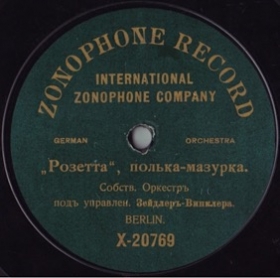 ZONOPHONE RECORD
INTERNATIONAL
ZONOPHONE COMPANY
GERMAN ORCHESTRA
„Розетта“, полька-мазурка.
Собств. Оркестръ
подъ управлен. Зейдлеръ-Винклера.
BERLIN.
X-20769